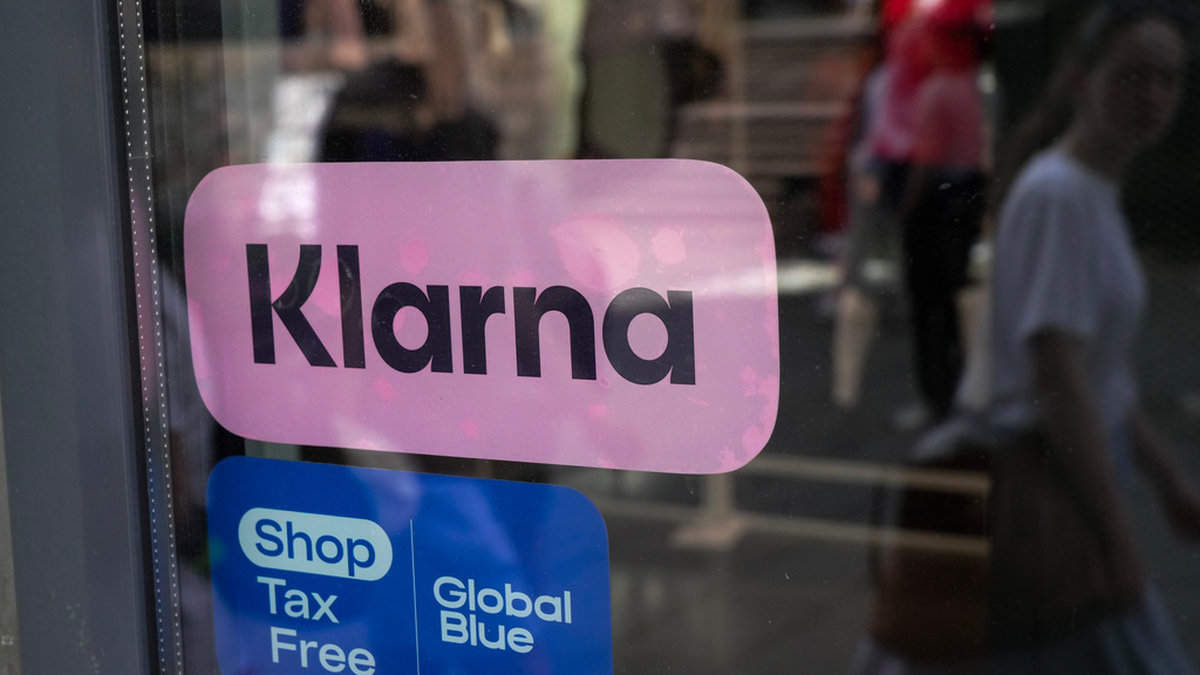 Klarna
Shop
Tax
Free
Global
Blue